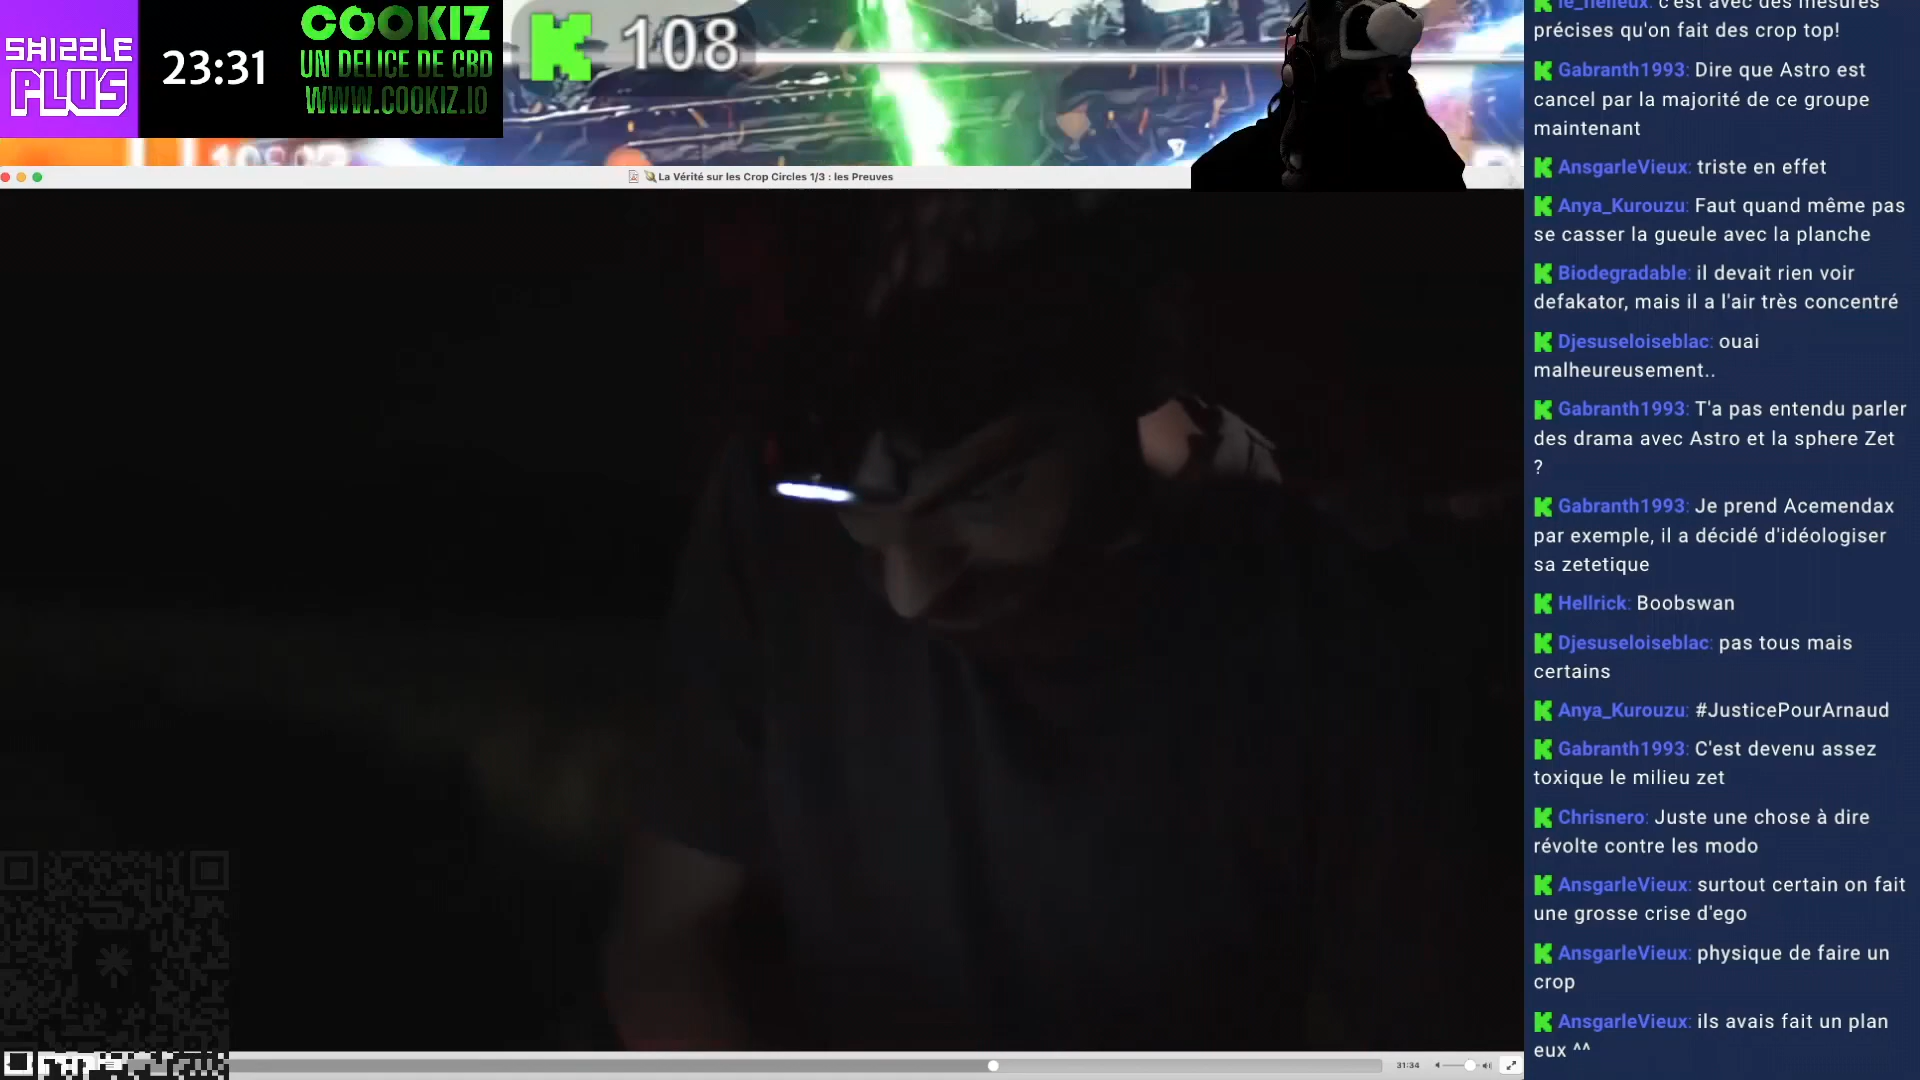 SHIZZLE
PLUS
23:31
COOKIZ
UN DELICE DE CBD
WWW.COOKIZ.IO
108
La Vérité sur les Crop Circles 1/3 : les Preuves
31:34
le_herieux: c'est avec des mesures
précises qu'on fait des crop top!
Gabranth1993: Dire que Astro est
cancel par la majorité de ce groupe
maintenant
AnsgarleVieux: triste en effet
Anya_Kurouzu: Faut quand même pas
se casser la gueule avec la planche
Biodegradable: il devait rien voir
defakator, mais il a l'air très concentré
Djesuseloiseblac: ouai
malheureusement..
Gabranth1993: T'a pas entendu parler
des drama avec Astro et la sphere Zet
?
Gabranth1993: Je prend Acemendax
par exemple, il a décidé d'idéologiser
sa zetetique
Hellrick: Boobswan
Djesuseloiseblac: pas tous mais
certains
Anya_Kurouzu: #JusticePourArnaud
Gabranth1993: C'est devenu assez
toxique le milieu zet
Chrisnero: Juste une chose à dire
révolte contre les modo
AnsgarleVieux: surtout certain on fait
une grosse crise d'ego
AnsgarleVieux: physique de faire un
crop
AnsgarleVieux: ils avais fait un plan
eux ^^